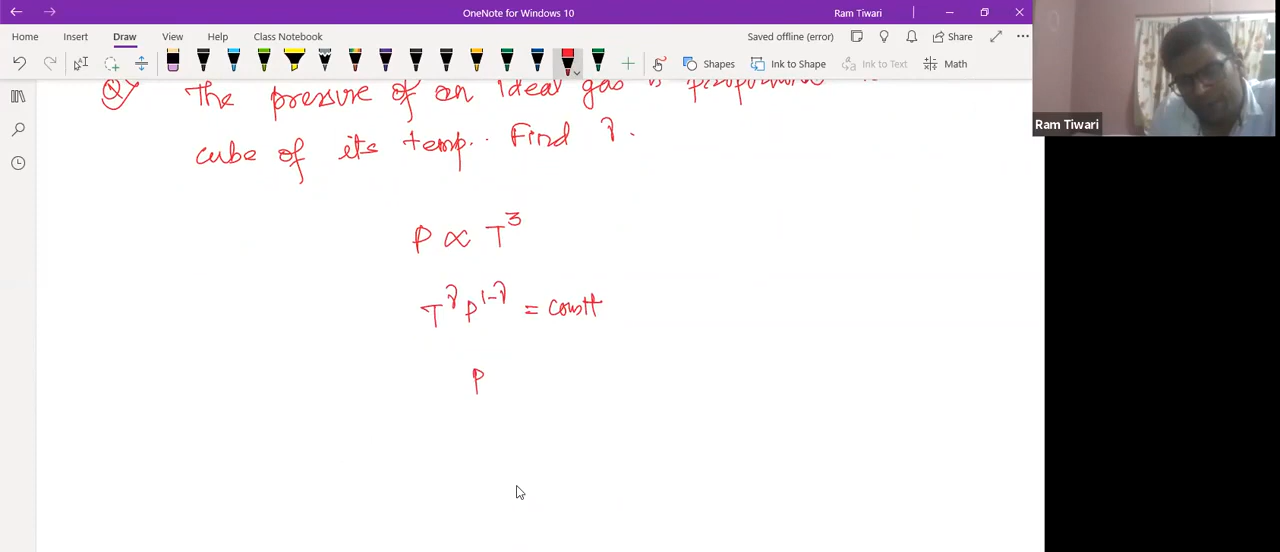 OneNote for Windows 10
Ram Tiwari
Home Insert Draw View Help Class Notebook
Saved offline (error) Share
Shapes Ink to Shape Ink to Text Math
Q The pressure of an ideal gas is
cube of its temp.. Find γ.
P ∝ T³
T^γ P^(1-γ) = constt
P
Ram Tiwari